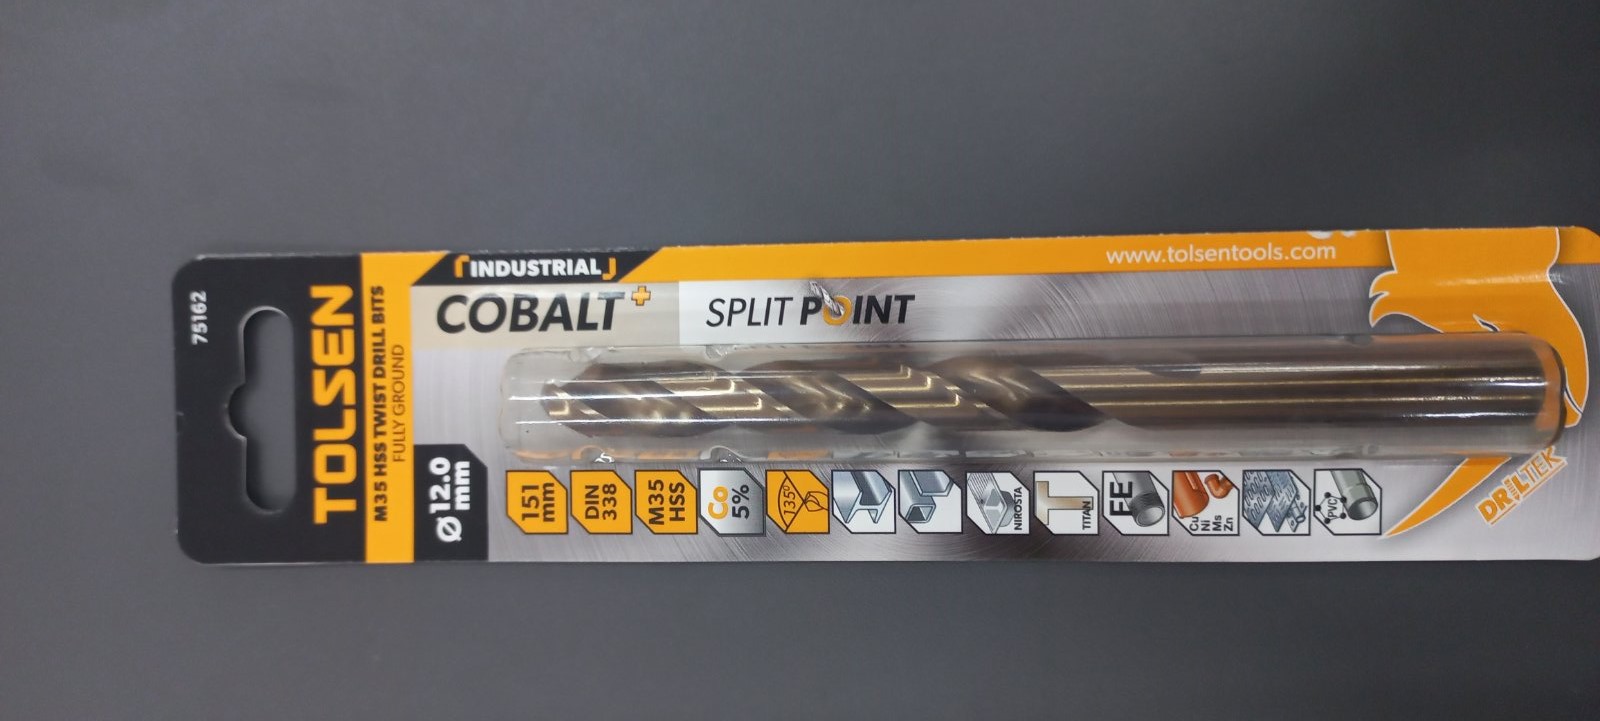 75162
TOLSEN
M35 HSS TWIST DRILL BITS
FULLY GROUND
Ø12.0
mm
INDUSTRIAL
COBALT+
SPLIT POINT
www.tolsentools.com
151
mm
DIN
338
M35
HSS
Co
5%
135°
NIROSTA
TITAN
FE
Cu
Ni
Ms
Zn
PVC
DRILTEK